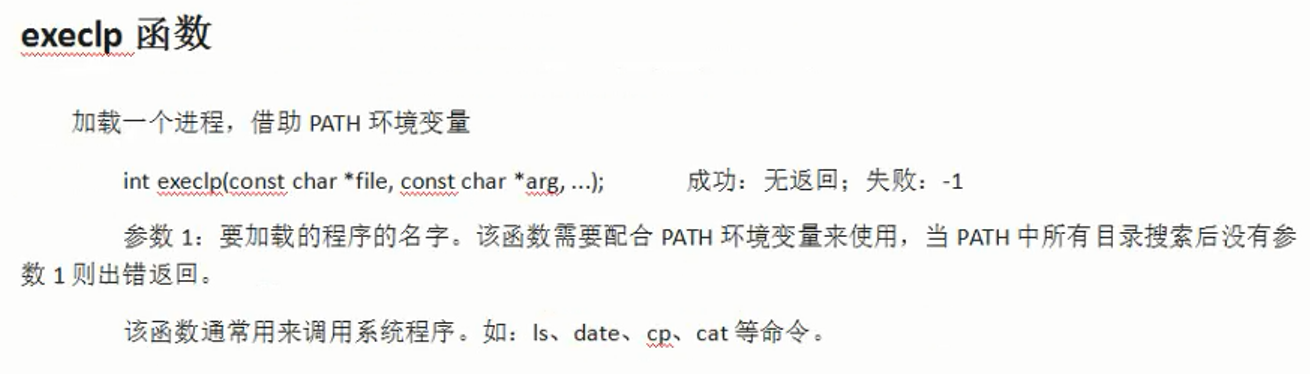 execlp 函数
加载一个进程，借助 PATH 环境变量
int execlp(const char *file, const char *arg, ...); 成功：无返回；失败：-1
参数 1：要加载的程序的名字。该函数需要配合 PATH 环境变量来使用，当 PATH 中所有目录搜索后没有参
数 1 则出错返回。
该函数通常用来调用系统程序。如：ls、date、cp、cat 等命令。